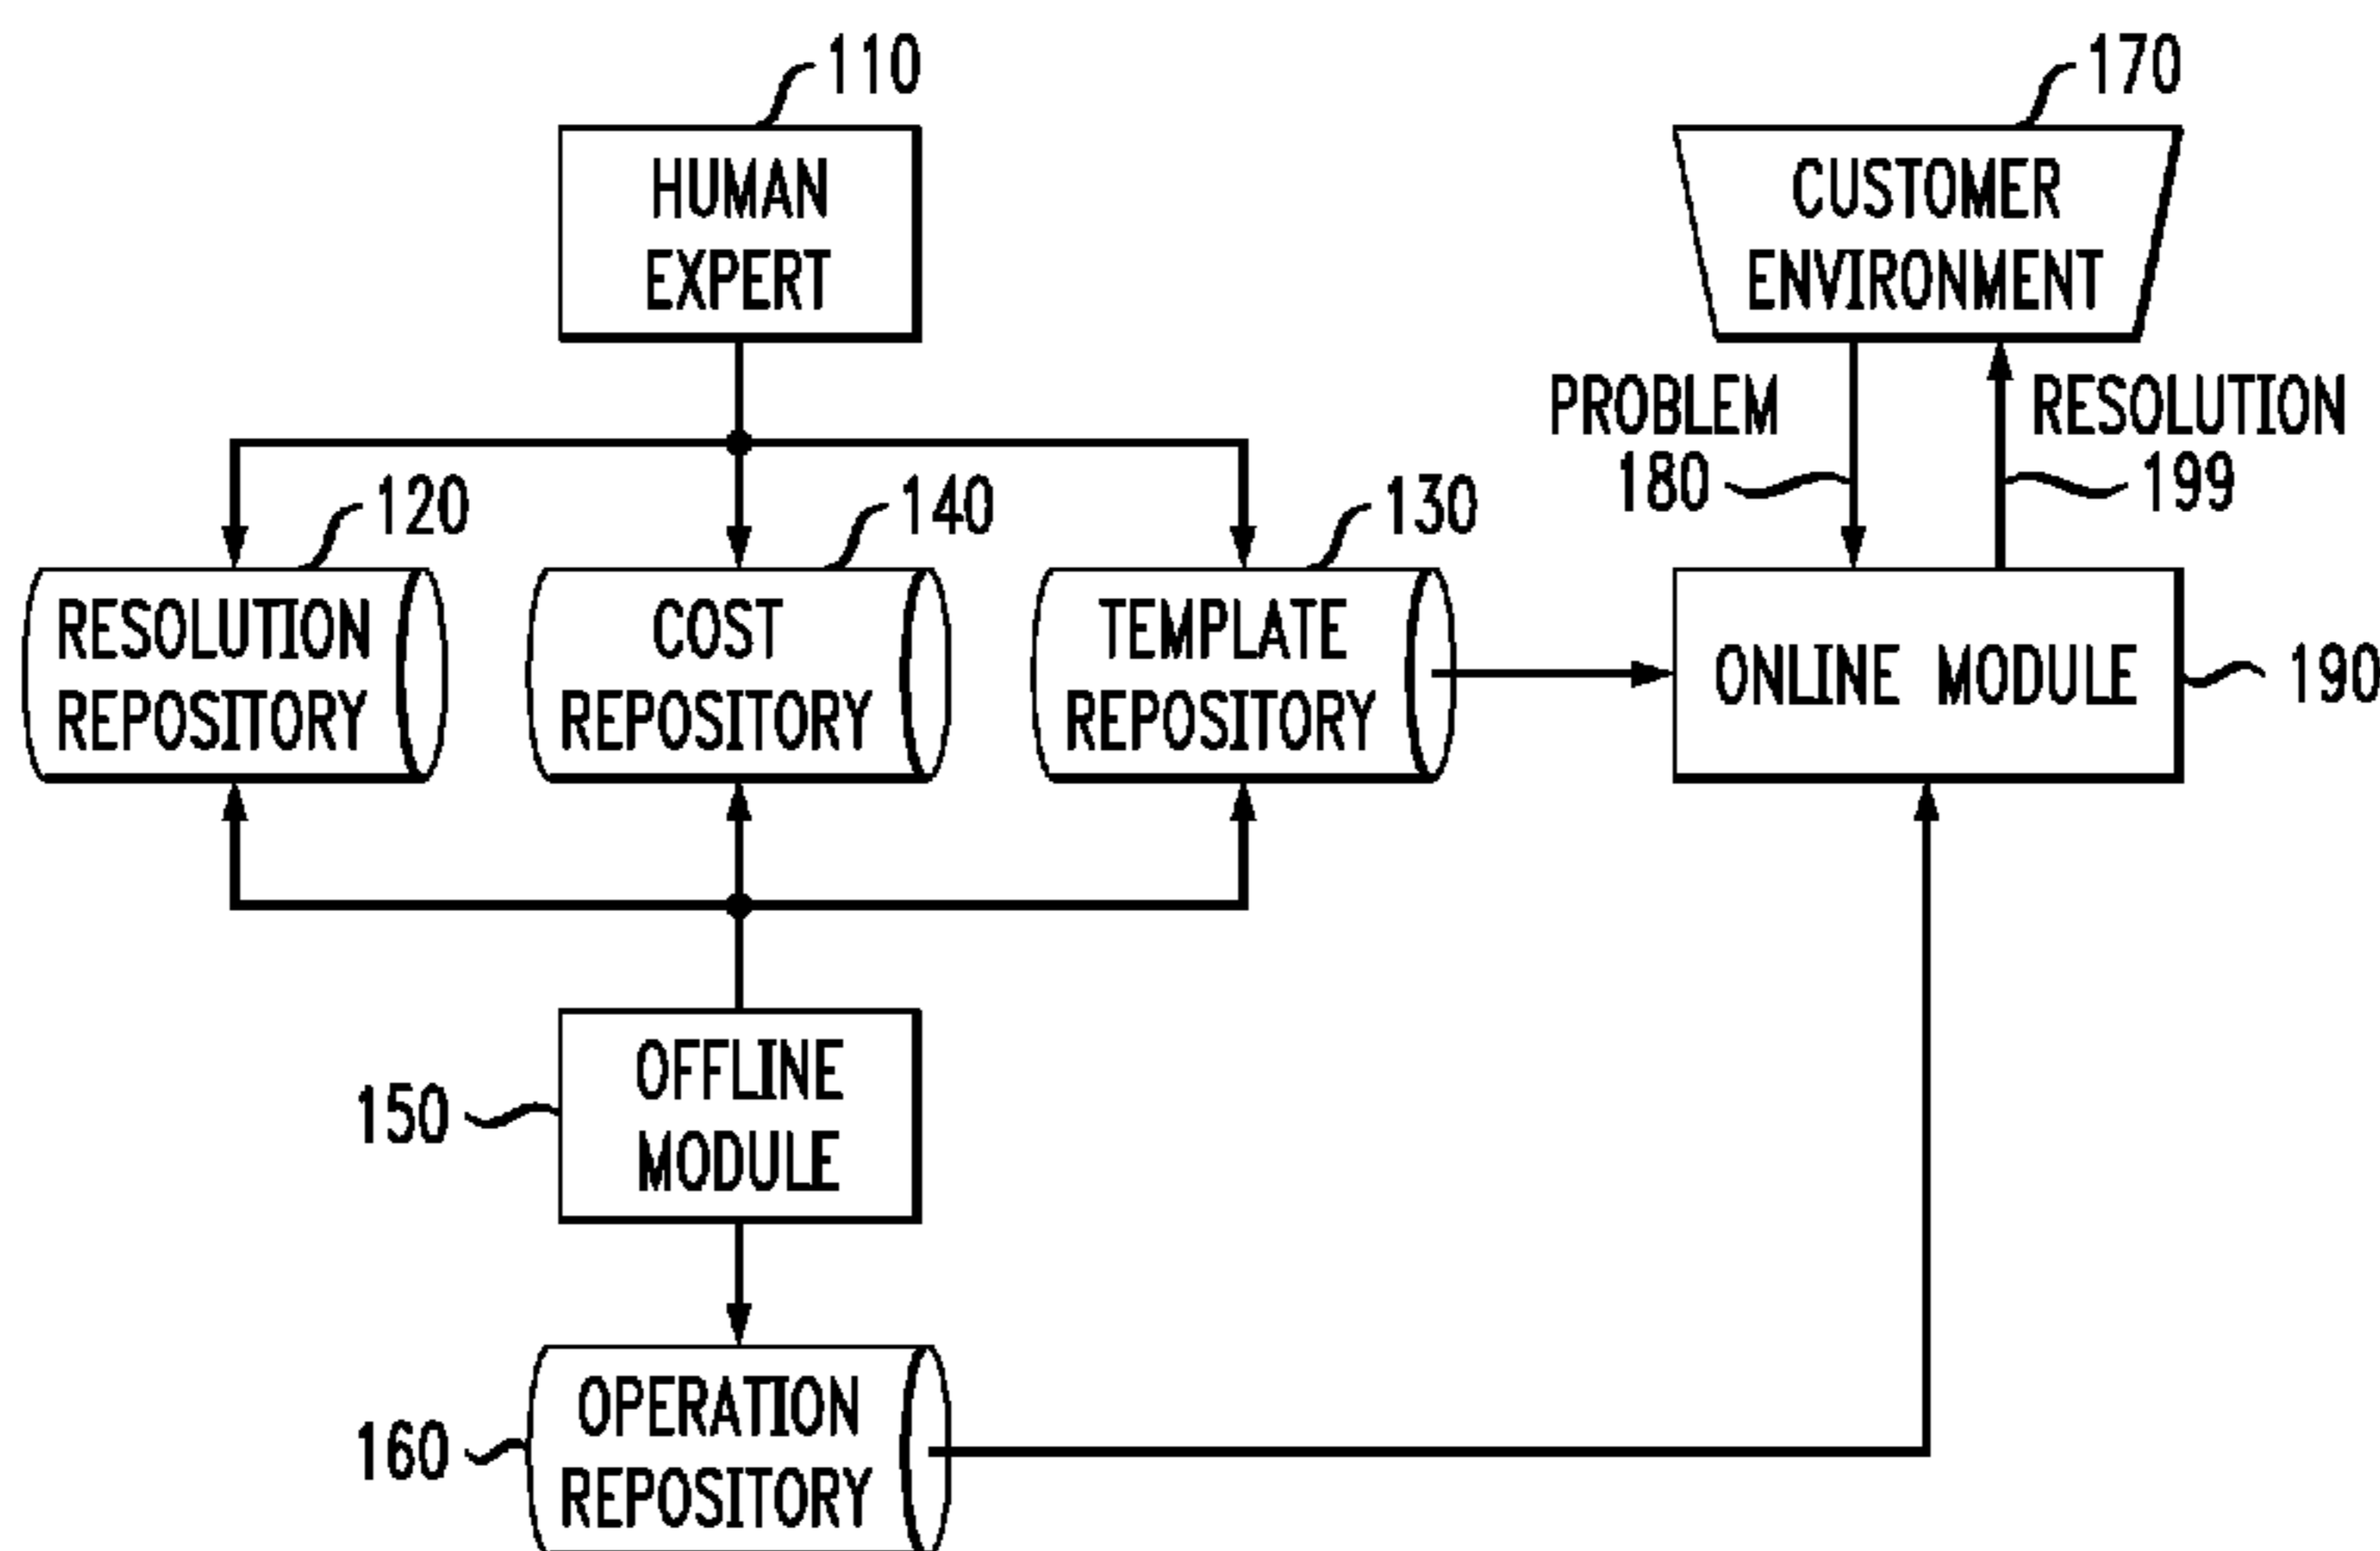 110
HUMAN
EXPERT
170
CUSTOMER
ENVIRONMENT
PROBLEM
180
RESOLUTION
199
120
RESOLUTION
REPOSITORY
140
COST
REPOSITORY
130
TEMPLATE
REPOSITORY
ONLINE MODULE
190
150
OFFLINE
MODULE
160
OPERATION
REPOSITORY